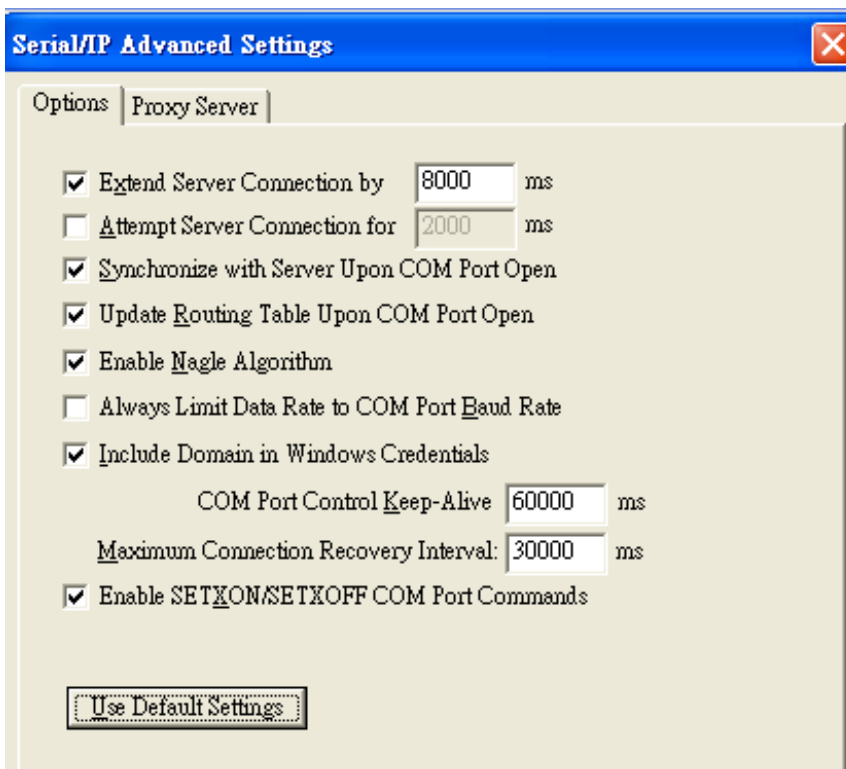 Serial/IP Advanced Settings
Options Proxy Server
Extend Server Connection by 8000 ms
Attempt Server Connection for 2000 ms
Synchronize with Server Upon COM Port Open
Update Routing Table Upon COM Port Open
Enable Nagle Algorithm
Always Limit Data Rate to COM Port Baud Rate
Include Domain in Windows Credentials
COM Port Control Keep-Alive 60000 ms
Maximum Connection Recovery Interval: 30000 ms
Enable SETXON/SETXOFF COM Port Commands
Use Default Settings